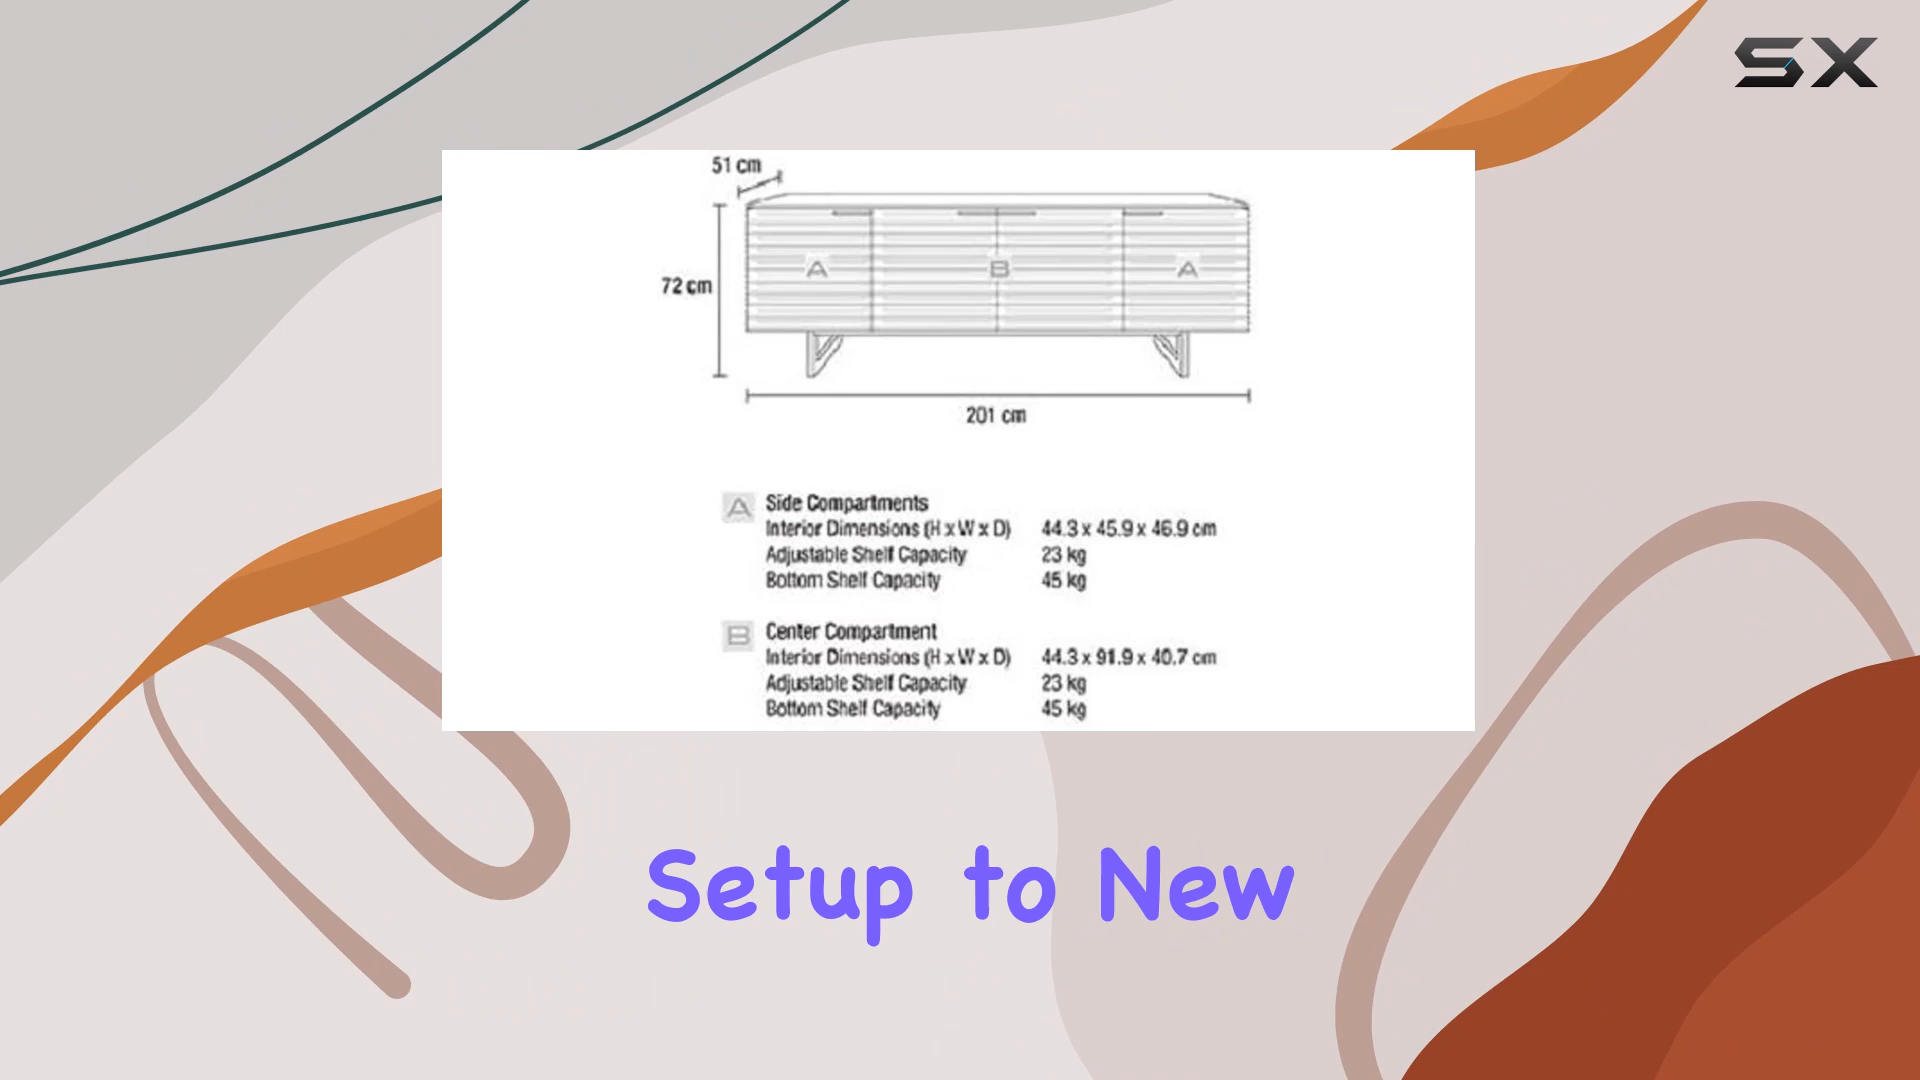 SX
51 cm
A
B
A
72 cm
201 cm
A Side Compartments
Interior Dimensions (H x W x D) 44.3 x 45.9 x 46.9 cm
Adjustable Shelf Capacity 23 kg
Bottom Shelf Capacity 45 kg
B Center Compartment
Interior Dimensions (H x W x D) 44.3 x 91.9 x 40.7 cm
Adjustable Shelf Capacity 23 kg
Bottom Shelf Capacity 45 kg
Setup to New